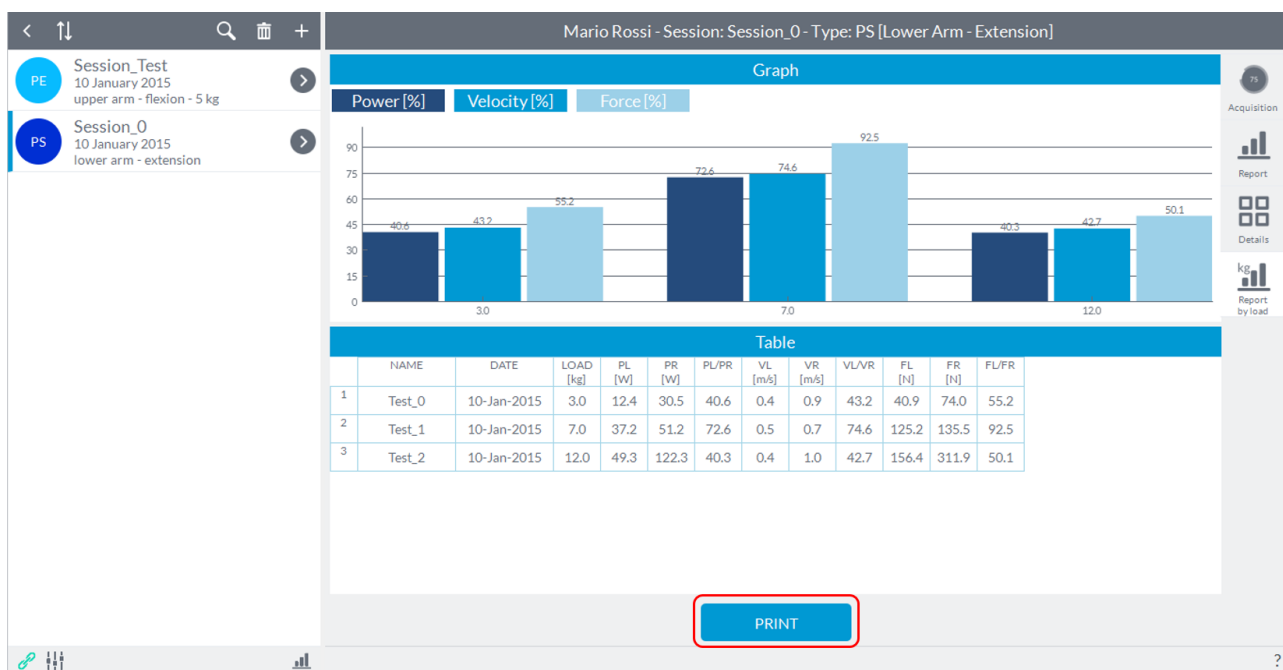 Mario Rossi - Session: Session_0 - Type: PS [Lower Arm - Extension]
PE
Session_Test
10 January 2015
upper arm - flexion - 5 kg
PS
Session_0
10 January 2015
lower arm - extension
Graph
Power [%] Velocity [%] Force [%]
90
75
60
45
30
15
0
40.6 43.2 55.2
72.6 74.6 92.5
40.3 42.7 50.1
3.0 7.0 12.0
Table
NAME DATE LOAD [kg] PL [W] PR [W] PL/PR VL [m/s] VR [m/s] VL/VR FL [N] FR [N] FL/FR
1 Test_0 10-Jan-2015 3.0 12.4 30.5 40.6 0.4 0.9 43.2 40.9 74.0 55.2
2 Test_1 10-Jan-2015 7.0 37.2 51.2 72.6 0.5 0.7 74.6 125.2 135.5 92.5
3 Test_2 10-Jan-2015 12.0 49.3 122.3 40.3 0.4 1.0 42.7 156.4 311.9 50.1
PRINT
75
Acquisition
Report
Details
kg
Report
by load
?